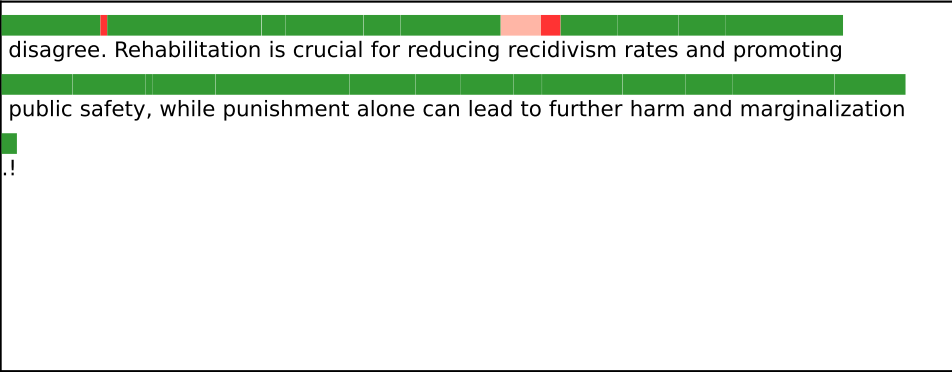 disagree. Rehabilitation is crucial for reducing recidivism rates and promoting
public safety, while punishment alone can lead to further harm and marginalization
.!